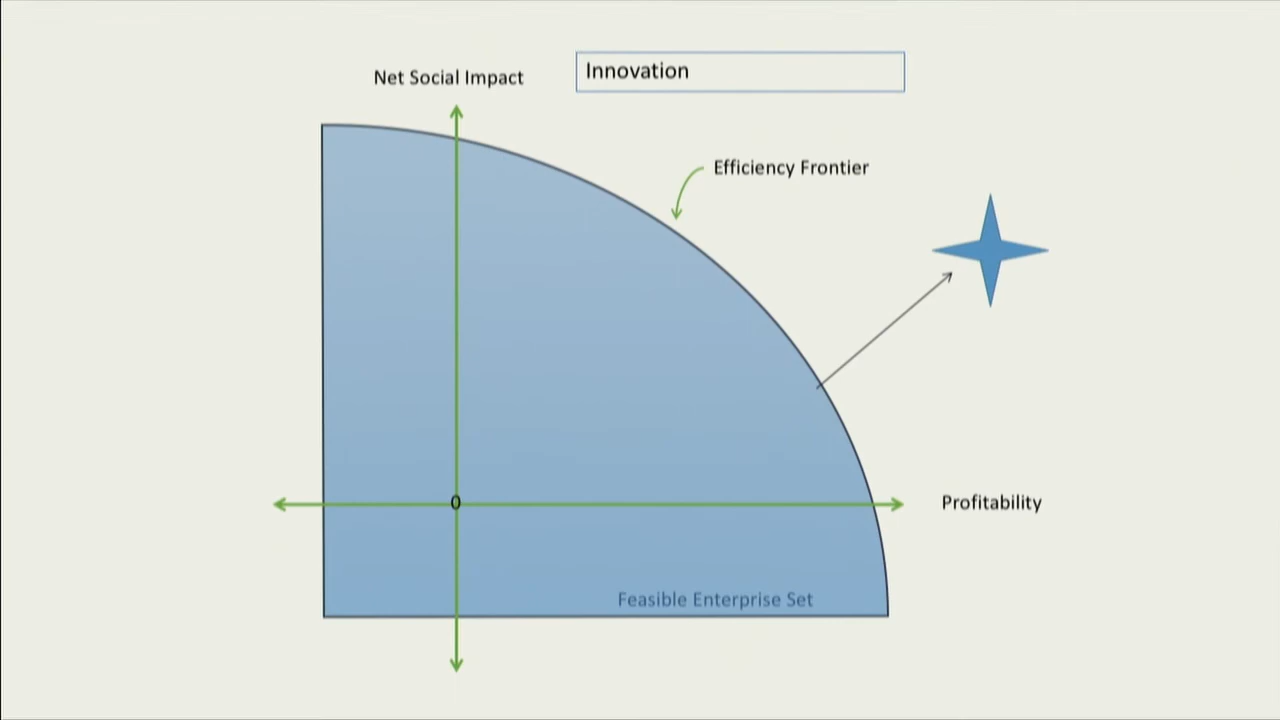 Innovation
Net Social Impact
Efficiency Frontier
0
Profitability
Feasible Enterprise Set